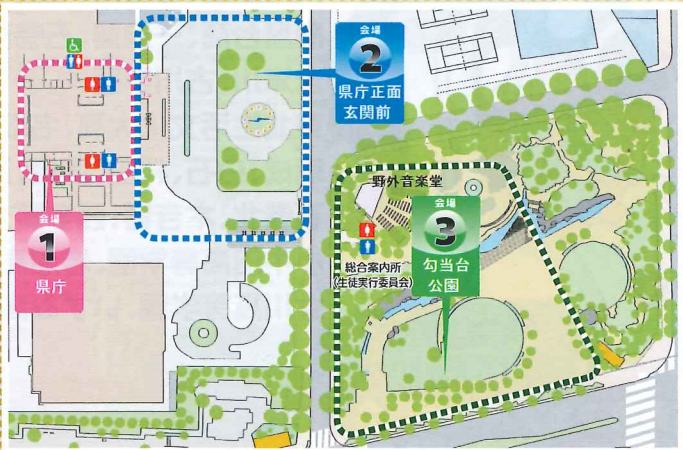 会場
1
県庁
会場
2
県庁正面
玄関前
野外音楽堂
会場
3
勾当台
公園
総合案内所
(生徒実行委員会)